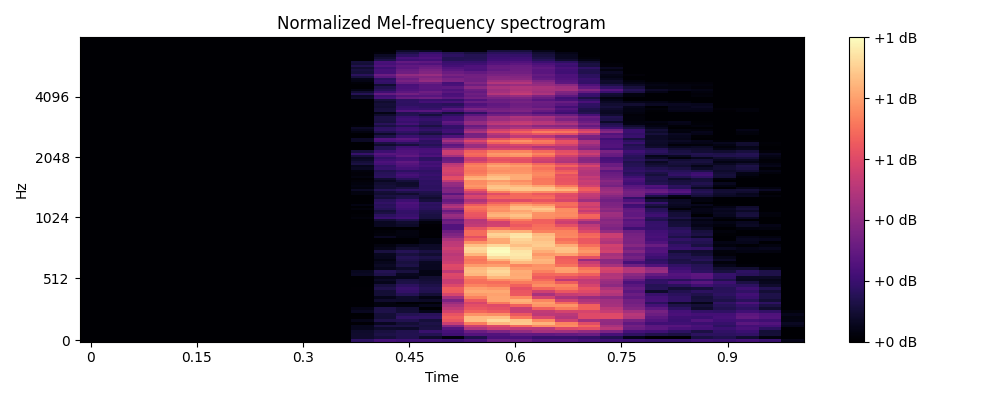 Normalized Mel-frequency spectrogram
Hz
4096
2048
1024
512
0
0 0.15 0.3 0.45 0.6 0.75 0.9
Time
+1 dB
+1 dB
+1 dB
+0 dB
+0 dB
+0 dB